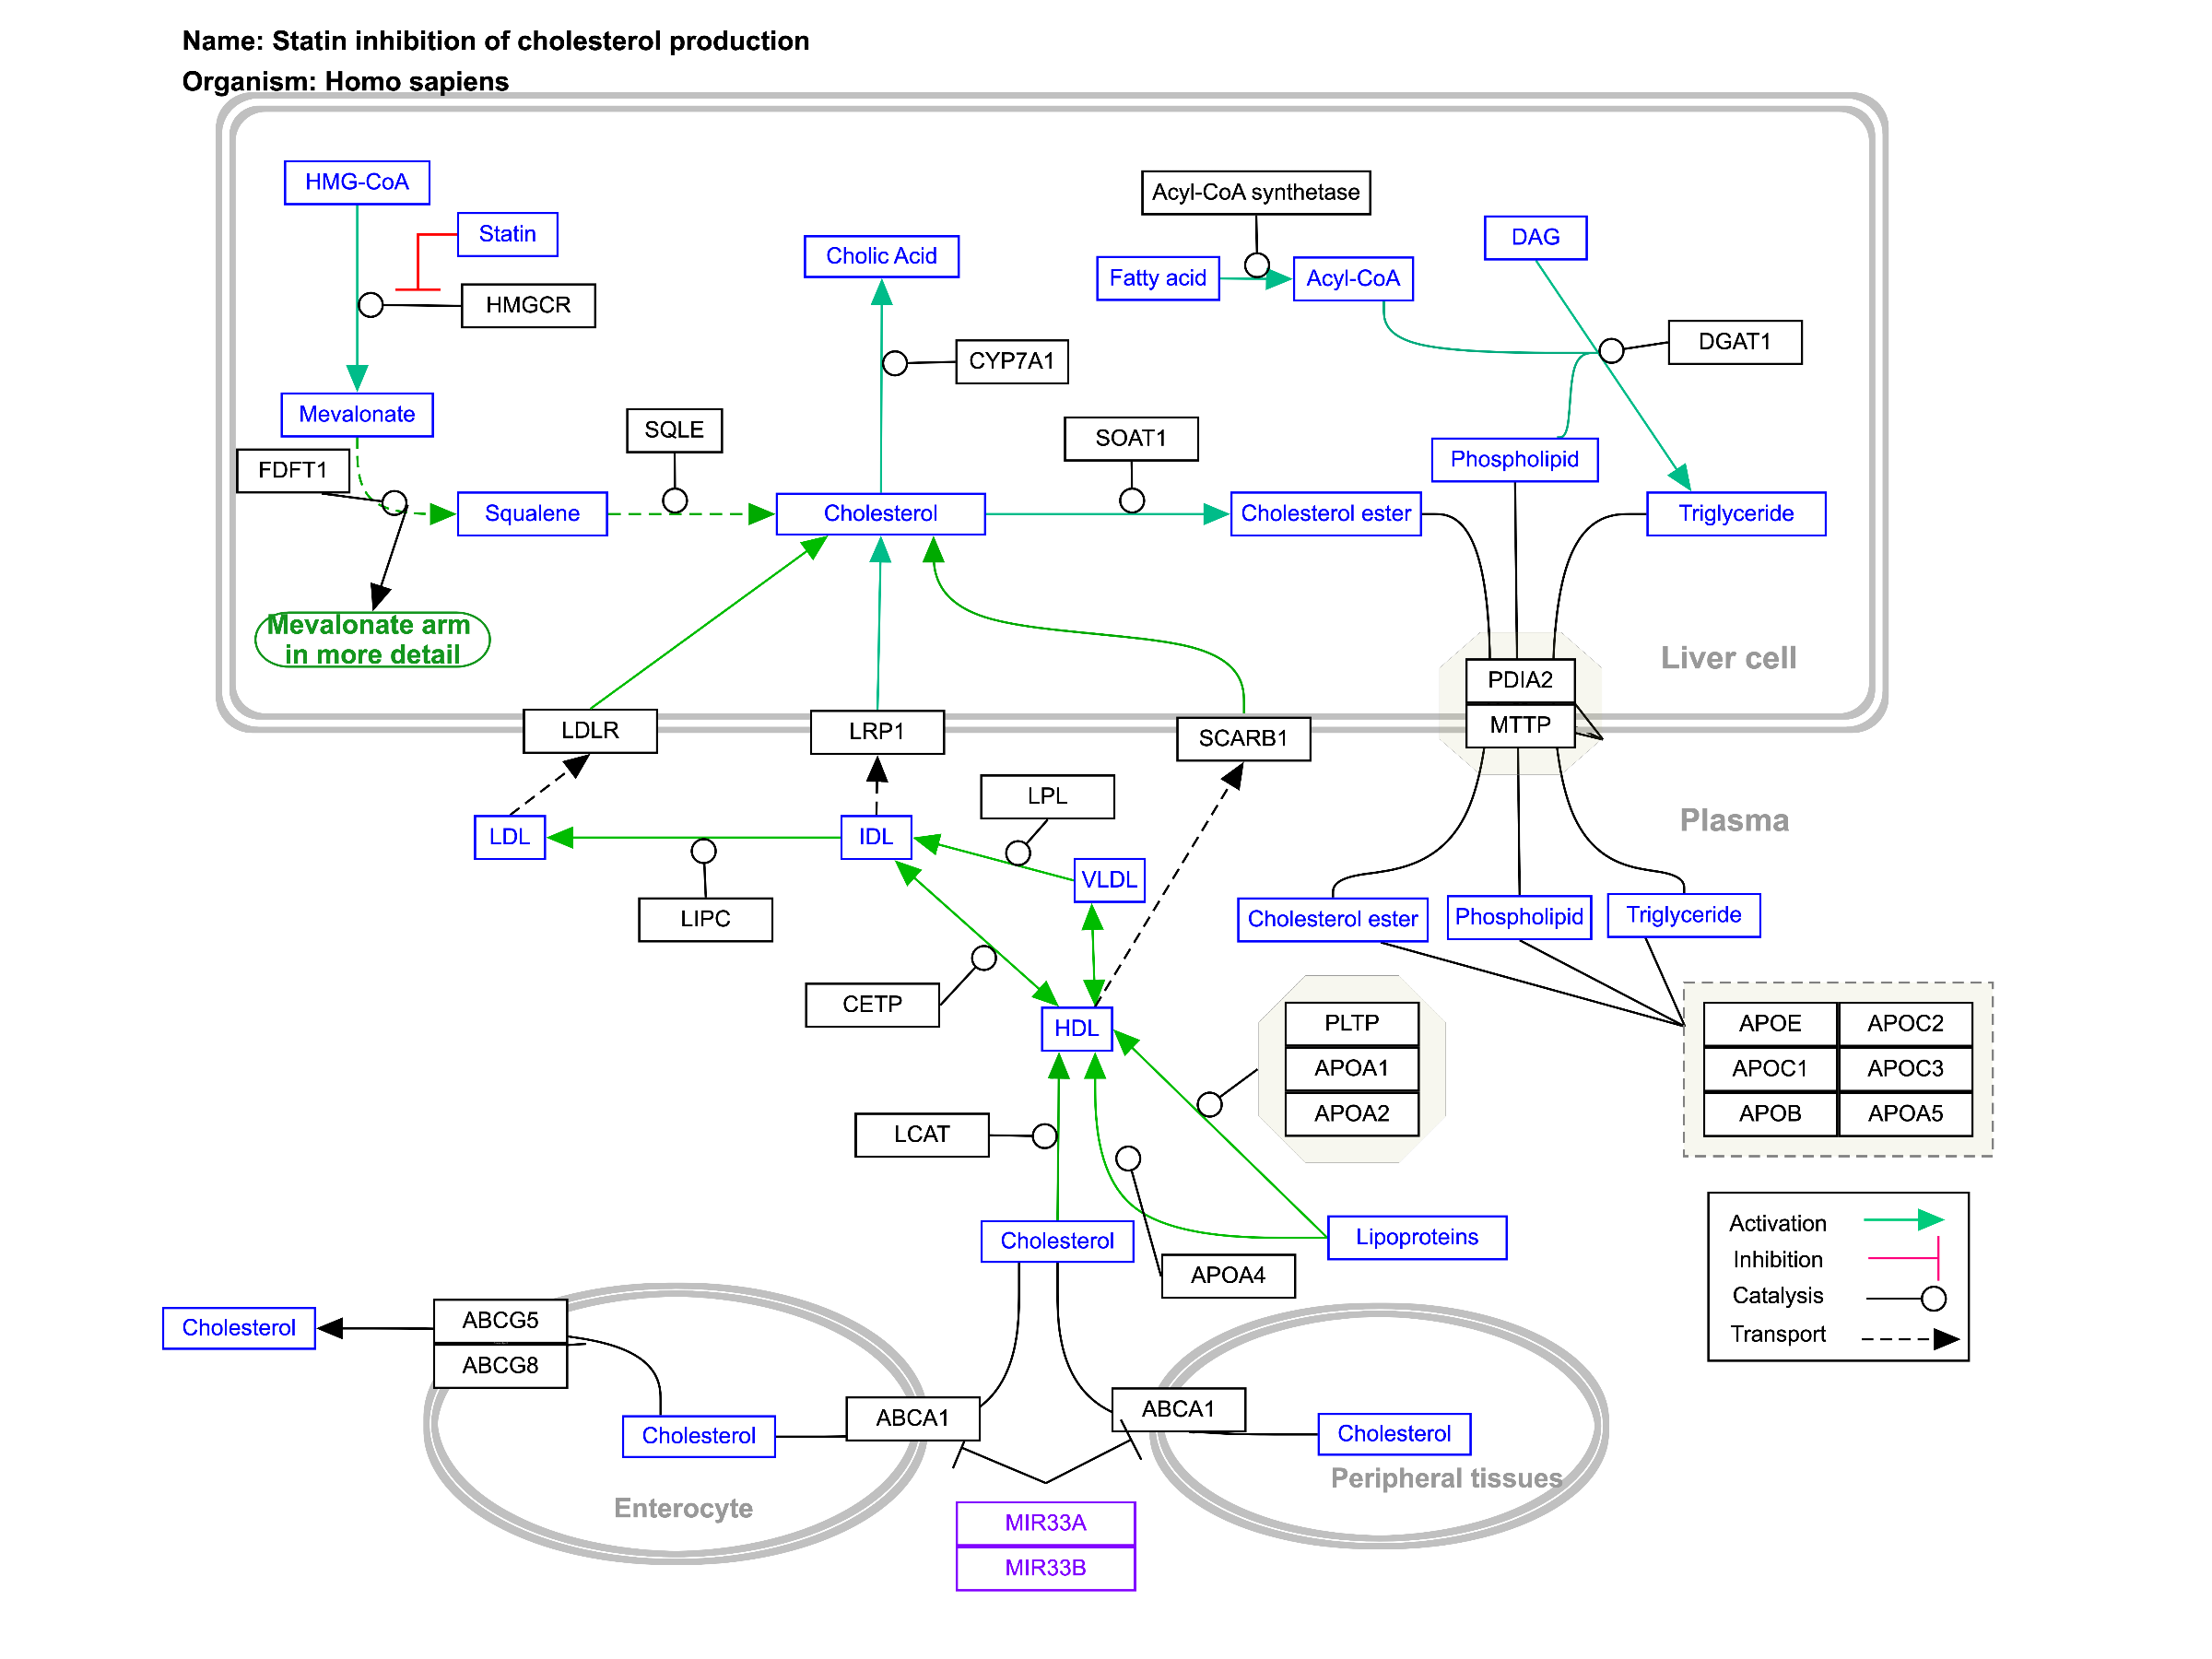 Name: Statin inhibition of cholesterol production
Organism: Homo sapiens
HMG-CoA
Statin
HMGCR
Mevalonate
FDFT1
SQLE
Squalene
Mevalonate arm
in more detail
Cholic Acid
CYP7A1
Cholesterol
SOAT1
Cholesterol ester
Acyl-CoA synthetase
Fatty acid
Acyl-CoA
DAG
DGAT1
Phospholipid
Triglyceride
PDIA2
MTTP
Liver cell
LDLR
LRP1
SCARB1
Plasma
LDL
IDL
LPL
VLDL
LIPC
CETP
HDL
Cholesterol ester
Phospholipid
Triglyceride
PLTP
APOA1
APOA2
APOE
APOC2
APOC1
APOC3
APOB
APOA5
LCAT
Cholesterol
APOA4
Lipoproteins
Activation
Inhibition
Catalysis
Transport
Cholesterol
ABCG5
ABCG8
Cholesterol
ABCA1
Enterocyte
ABCA1
Cholesterol
Peripheral tissues
MIR33A
MIR33B